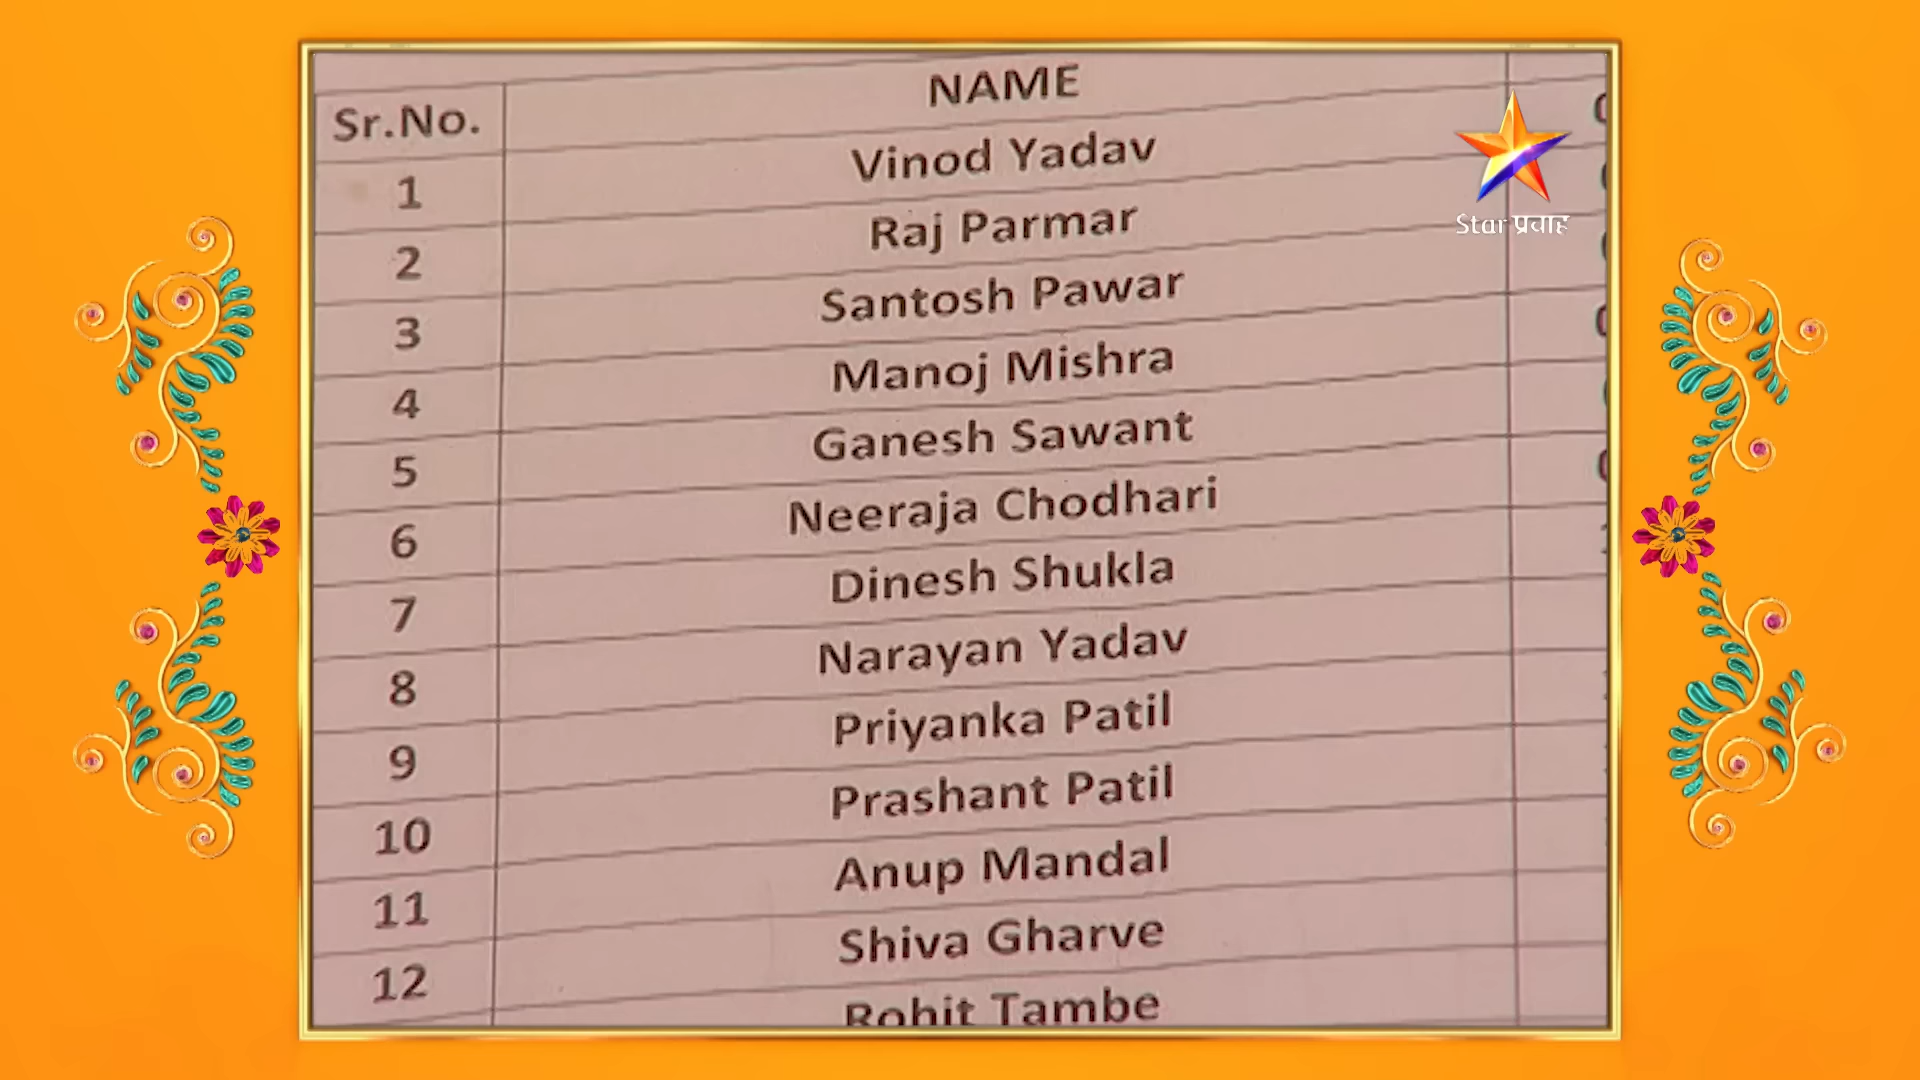 Sr.No. NAME
1 Vinod Yadav
2 Raj Parmar
3 Santosh Pawar
4 Manoj Mishra
5 Ganesh Sawant
6 Neeraja Chodhari
7 Dinesh Shukla
8 Narayan Yadav
9 Priyanka Patil
10 Prashant Patil
11 Anup Mandal
12 Shiva Gharve
Rohit Tambe
Star प्रवाह